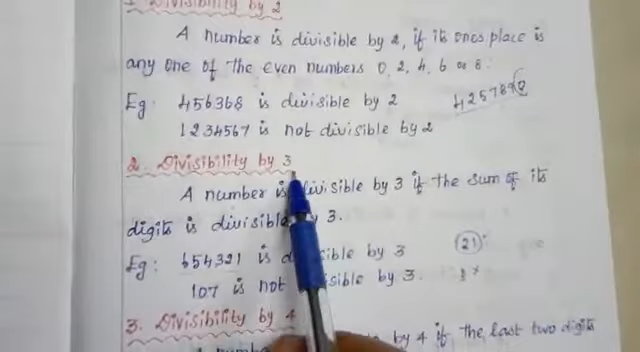 1. Divisibility by 2
A number is divisible by 2, if its ones place is
any one of the even numbers 0, 2, 4, 6 or 8.
Eg: 456368 is divisible by 2
4257898
1234567 is not divisible by 2
2. Divisibility by 3
A number is divisible by 3 if the sum of its
digits is divisible by 3.
Eg: 654321 is divisible by 3
21
107 is not divisible by 3.
8 ×
3. Divisibility by 4
A number by 4 if the last two digits